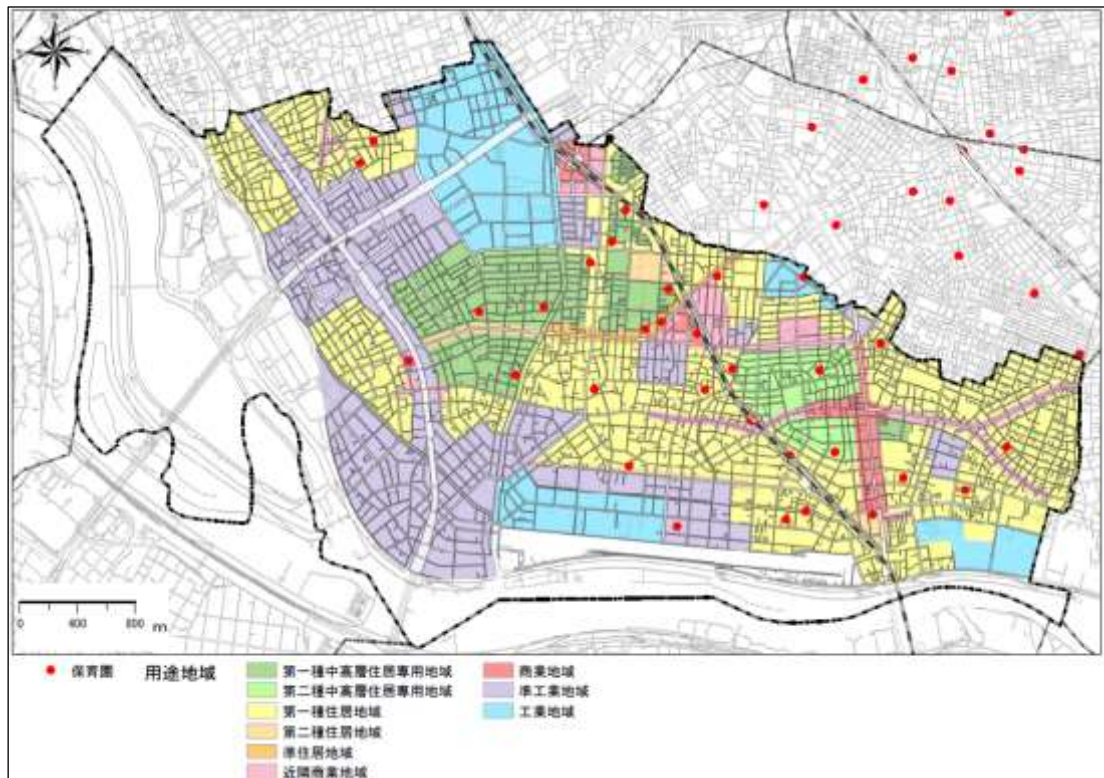 0 400 800 m
保育園
用途地域
第一種中高層住居専用地域
第二種中高層住居専用地域
第一種住居地域
第二種住居地域
準住居地域
近隣商業地域
商業地域
準工業地域
工業地域